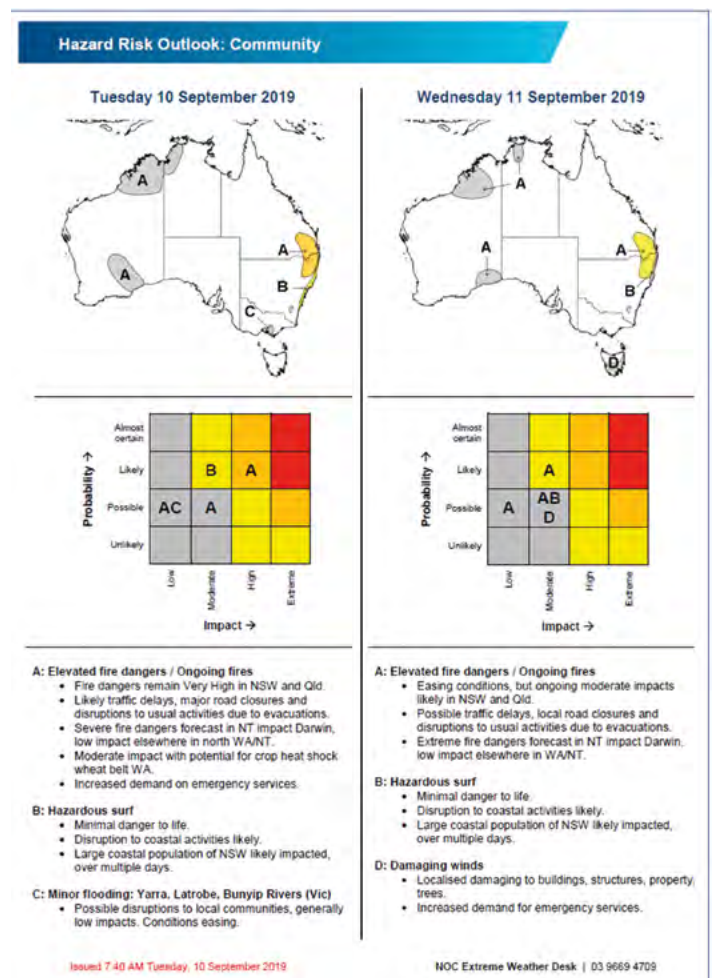 Hazard Risk Outlook: Community
Tuesday 10 September 2019
A
A
A
B
C
Almost
certain
Likely
Possible
Unlikely
Probability →
B
A
AC
A
Low
Moderate
High
Extreme
Impact →
A: Elevated fire dangers / Ongoing fires
• Fire dangers remain Very High in NSW and Qld.
• Likely traffic delays, major road closures and
disruptions to usual activities due to evacuations.
• Severe fire dangers forecast in NT impact Darwin,
low impact elsewhere in north WA/NT.
• Moderate impact with potential for crop heat shock
wheat belt WA.
• Increased demand on emergency services.
B: Hazardous surf
• Minimal danger to life.
• Disruption to coastal activities likely.
• Large coastal population of NSW likely impacted,
over multiple days.
C: Minor flooding: Yarra, Latrobe, Bunyip Rivers (Vic)
• Possible disruptions to local communities, generally
low impacts. Conditions easing.
Issued 7:40 AM Tuesday, 10 September 2019
Wednesday 11 September 2019
A
A
A
B
D
Almost
certain
Likely
Possible
Unlikely
Probability →
A
A
AB
D
Low
Moderate
High
Extreme
Impact →
A: Elevated fire dangers / Ongoing fires
• Easing conditions, but ongoing moderate impacts
likely in NSW and Qld.
• Possible traffic delays, local road closures and
disruptions to usual activities due to evacuations.
• Extreme fire dangers forecast in NT impact Darwin,
low impact elsewhere in WA/NT.
B: Hazardous surf
• Minimal danger to life.
• Disruption to coastal activities likely.
• Large coastal population of NSW likely impacted,
over multiple days.
D: Damaging winds
• Localised damaging to buildings, structures, property,
trees.
• Increased demand for emergency services.
NOC Extreme Weather Desk | 03 9669 4709